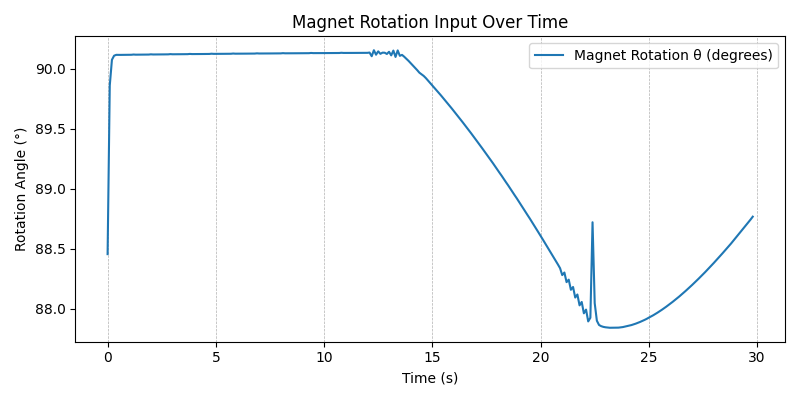 Magnet Rotation Input Over Time
Magnet Rotation θ (degrees)
Rotation Angle (°)
90.0
89.5
89.0
88.5
88.0
0 5 10 15 20 25 30
Time (s)